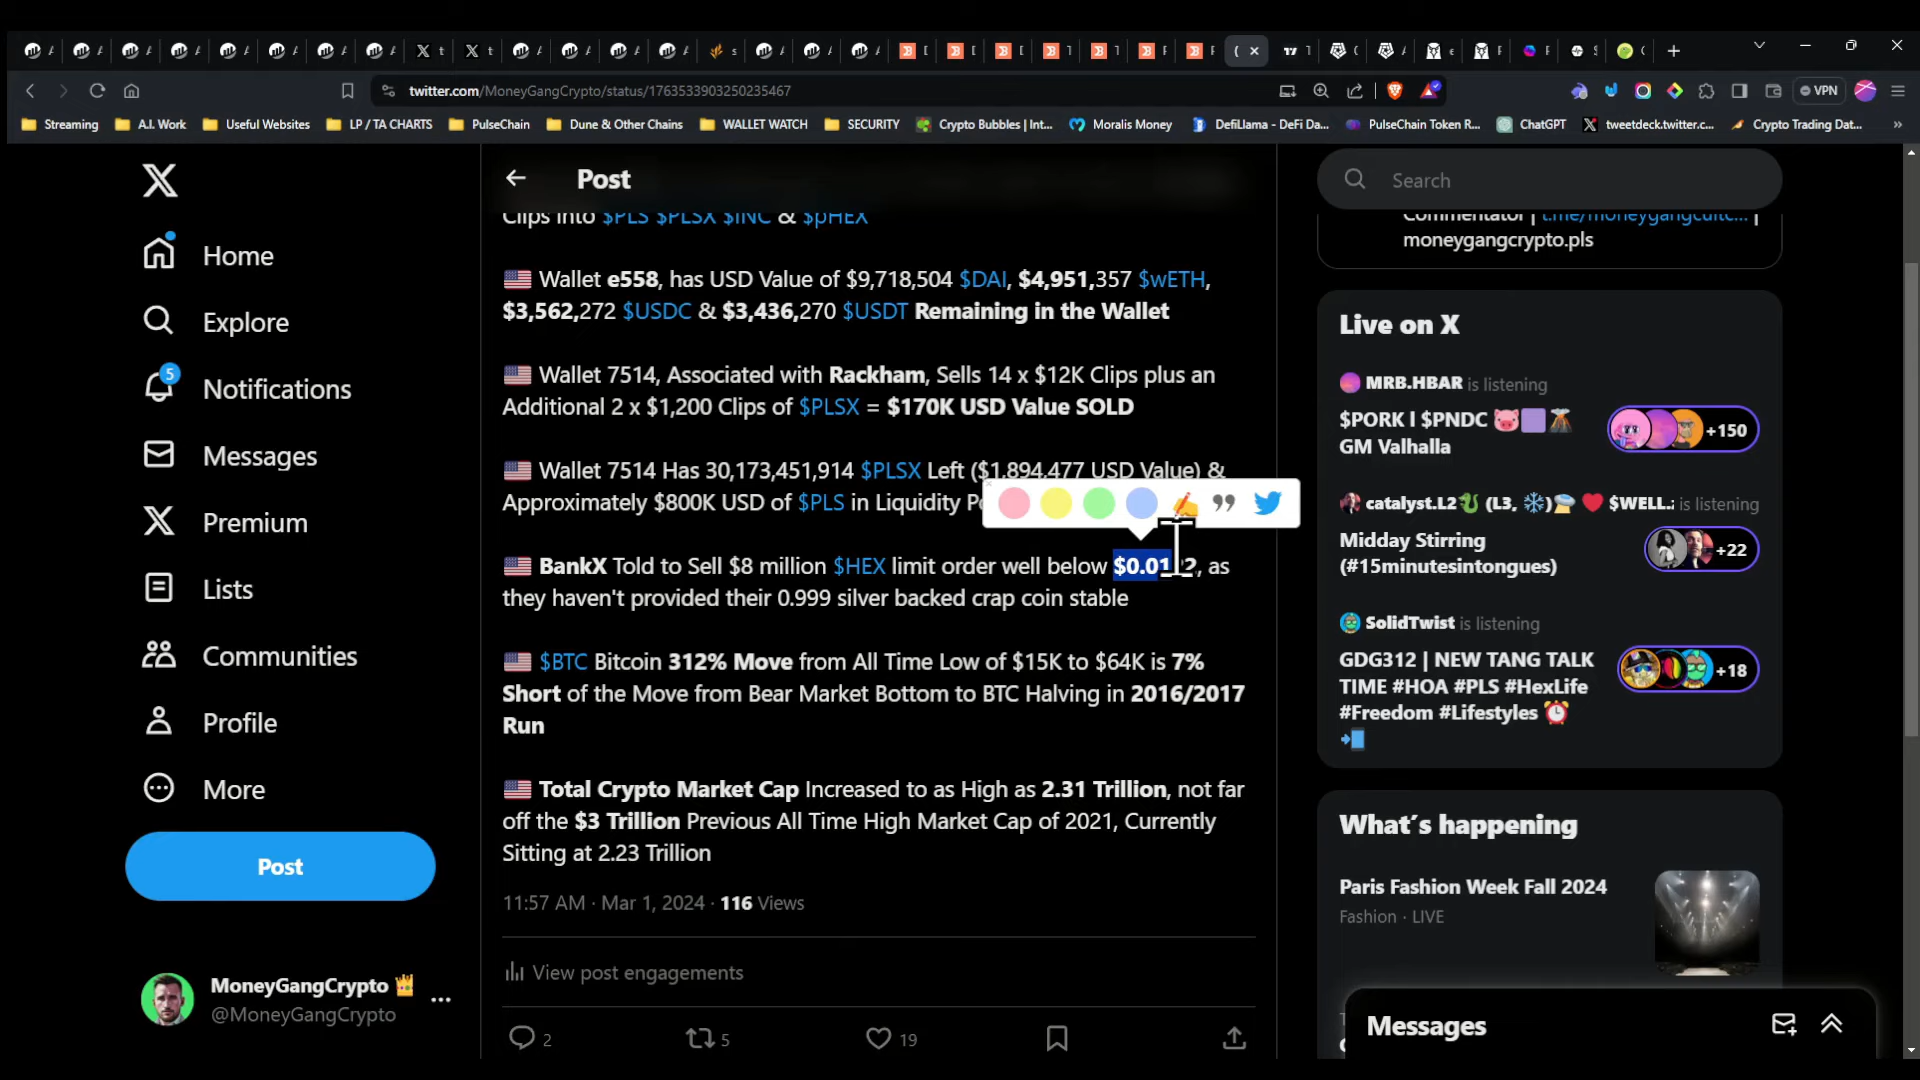 twitter.com/MoneyGangCrypto/status/1763533903250235467
VPN
Streaming
A.I. Work
Useful Websites
LP / TA CHARTS
PulseChain
Dune & Other Chains
WALLET WATCH
SECURITY
Crypto Bubbles | Int...
Moralis Money
DefiLlama - DeFi Da...
PulseChain Token R...
ChatGPT
tweetdeck.twitter.c...
Crypto Trading Dat...
Home
Explore
5
Notifications
Messages
Premium
Lists
Communities
Profile
More
Post
MoneyGangCrypto
@MoneyGangCrypto
Post
Clips into $PLS $PLSX $INC & $pHEX
Wallet e558, has USD Value of $9,718,504 $DAI, $4,951,357 $wETH,
$3,562,272 $USDC & $3,436,270 $USDT Remaining in the Wallet
Wallet 7514, Associated with Rackham, Sells 14 x $12K Clips plus an
Additional 2 x $1,200 Clips of $PLSX = $170K USD Value SOLD
Wallet 7514 Has 30,173,451,914 $PLSX Left ($1,894,477 USD Value) &
Approximately $800K USD of $PLS in Liquidity
BankX Told to Sell $8 million $HEX limit order well below as
they haven't provided their 0.999 silver backed crap coin stable
$BTC Bitcoin 312% Move from All Time Low of $15K to $64K is 7%
Short of the Move from Bear Market Bottom to BTC Halving in 2016/2017
Run
Total Crypto Market Cap Increased to as High as 2.31 Trillion, not far
off the $3 Trillion Previous All Time High Market Cap of 2021, Currently
Sitting at 2.23 Trillion
11:57 AM · Mar 1, 2024 · 116 Views
View post engagements
2
5
19
Search
Commentator | t.me/moneygangcultc... |
moneygangcrypto.pls
Live on X
MRB.HBAR is listening
$PORK l $PNDC
GM Valhalla
+150
catalyst.L2 (L3, ) $WELL.: is listening
Midday Stirring
(#15minutesintongues)
+22
SolidTwist is listening
GDG312 | NEW TANG TALK
TIME #HOA #PLS #HexLife
#Freedom #Lifestyles
+18
What's happening
Paris Fashion Week Fall 2024
Fashion · LIVE
Messages